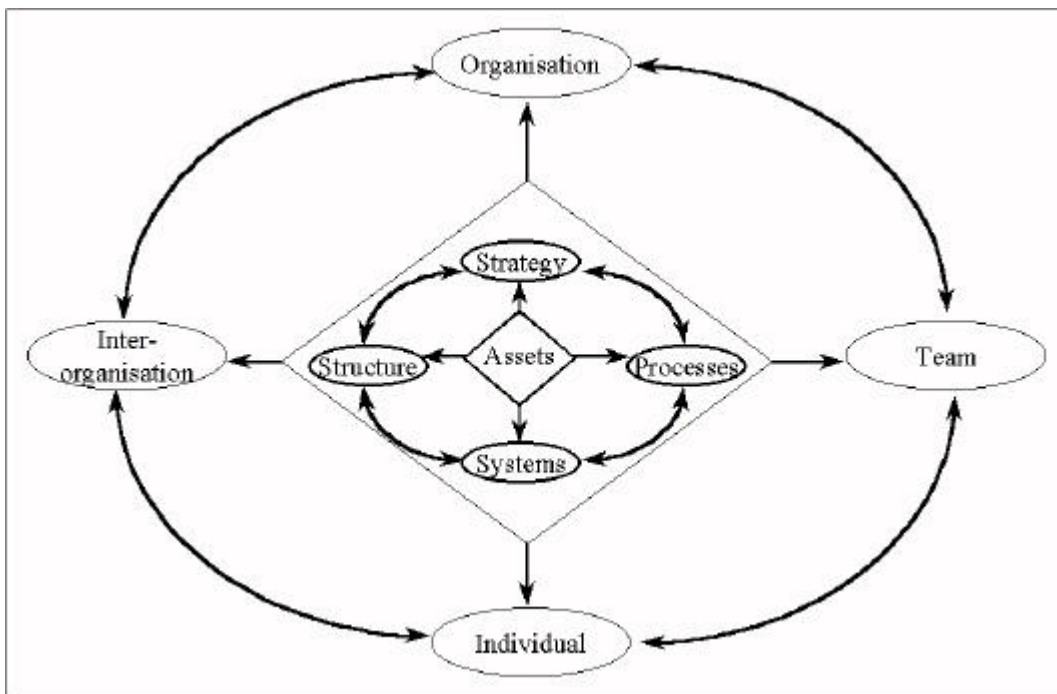 Organisation
Strategy
Inter-
organisation
Structure
Assets
Processes
Team
Systems
Individual